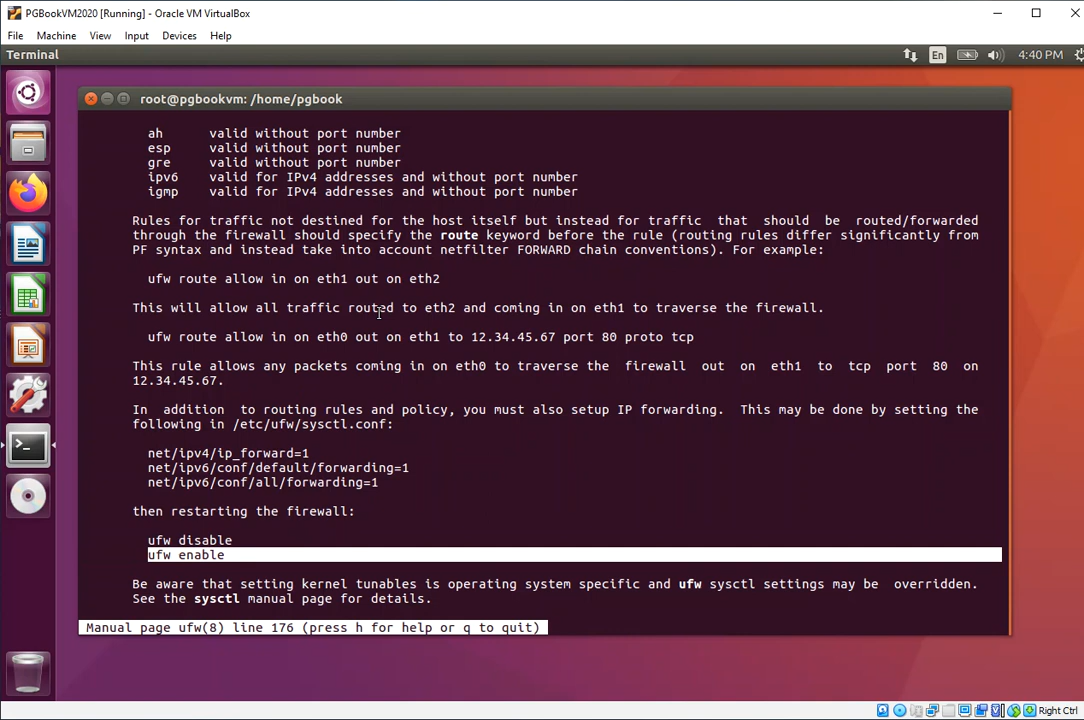 PGBookVM2020 [Running] - Oracle VM VirtualBox
File Machine View Input Devices Help
Terminal En 4:40 PM
root@pgbookvm: /home/pgbook
ah valid without port number
esp valid without port number
gre valid without port number
ipv6 valid for IPv4 addresses and without port number
igmp valid for IPv4 addresses and without port number
Rules for traffic not destined for the host itself but instead for traffic that should be routed/forwarded
through the firewall should specify the route keyword before the rule (routing rules differ significantly from
PF syntax and instead take into account netfilter FORWARD chain conventions). For example:
ufw route allow in on eth1 out on eth2
This will allow all traffic routed to eth2 and coming in on eth1 to traverse the firewall.
ufw route allow in on eth0 out on eth1 to 12.34.45.67 port 80 proto tcp
This rule allows any packets coming in on eth0 to traverse the firewall out on eth1 to tcp port 80 on
12.34.45.67.
In addition to routing rules and policy, you must also setup IP forwarding. This may be done by setting the
following in /etc/ufw/sysctl.conf:
net/ipv4/ip_forward=1
net/ipv6/conf/default/forwarding=1
net/ipv6/conf/all/forwarding=1
then restarting the firewall:
ufw disable
ufw enable
Be aware that setting kernel tunables is operating system specific and ufw sysctl settings may be overridden.
See the sysctl manual page for details.
Manual page ufw(8) line 176 (press h for help or q to quit)
Right Ctrl